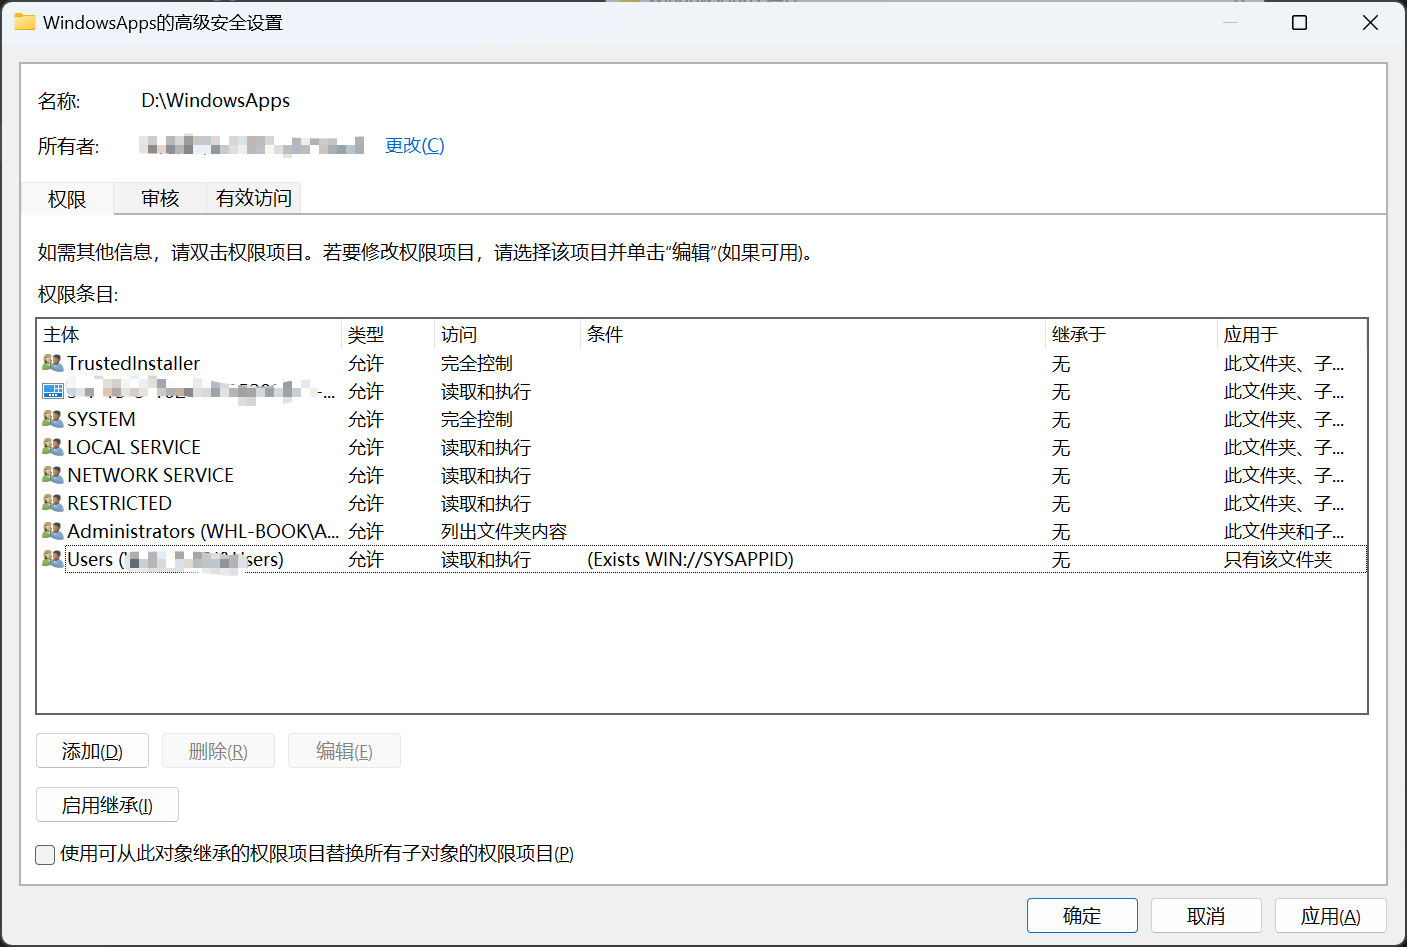 WindowsApps的高级安全设置
名称: D:\WindowsApps
所有者: 更改(C)
权限 审核 有效访问
如需其他信息，请双击权限项目。若要修改权限项目，请选择该项目并单击“编辑”(如果可用)。
权限条目:
主体 类型 访问 条件 继承于 应用于
TrustedInstaller 允许 完全控制 无 此文件夹、子...
允许 读取和执行 无 此文件夹、子...
SYSTEM 允许 完全控制 无 此文件夹、子...
LOCAL SERVICE 允许 读取和执行 无 此文件夹、子...
NETWORK SERVICE 允许 读取和执行 无 此文件夹、子...
RESTRICTED 允许 读取和执行 无 此文件夹、子...
Administrators (WHL-BOOK\A... 允许 列出文件夹内容 无 此文件夹和子...
Users ( 允许 读取和执行 (Exists WIN://SYSAPPID) 无 只有该文件夹
添加(D) 删除(R) 编辑(E)
启用继承(I)
使用可从此对象继承的权限项目替换所有子对象的权限项目(P)
确定 取消 应用(A)